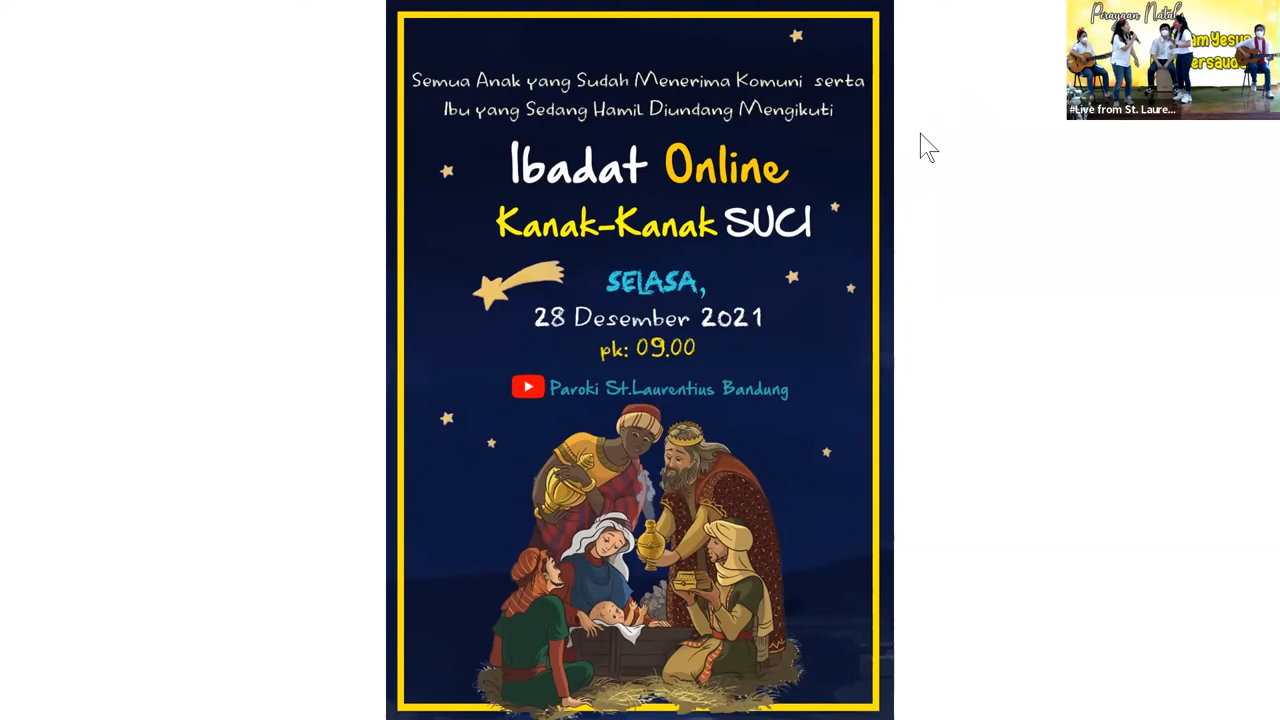 Semua Anak yang Sudah Menerima Komuni serta
Ibu yang Sedang Hamil Diundang Mengikuti
Ibadat Online
Kanak-Kanak SUCI
SELASA,
28 Desember 2021
pk: 09.00
Paroki St.Laurentius Bandung
Perayaan Natal
Yesus
#Live from St. Laure...